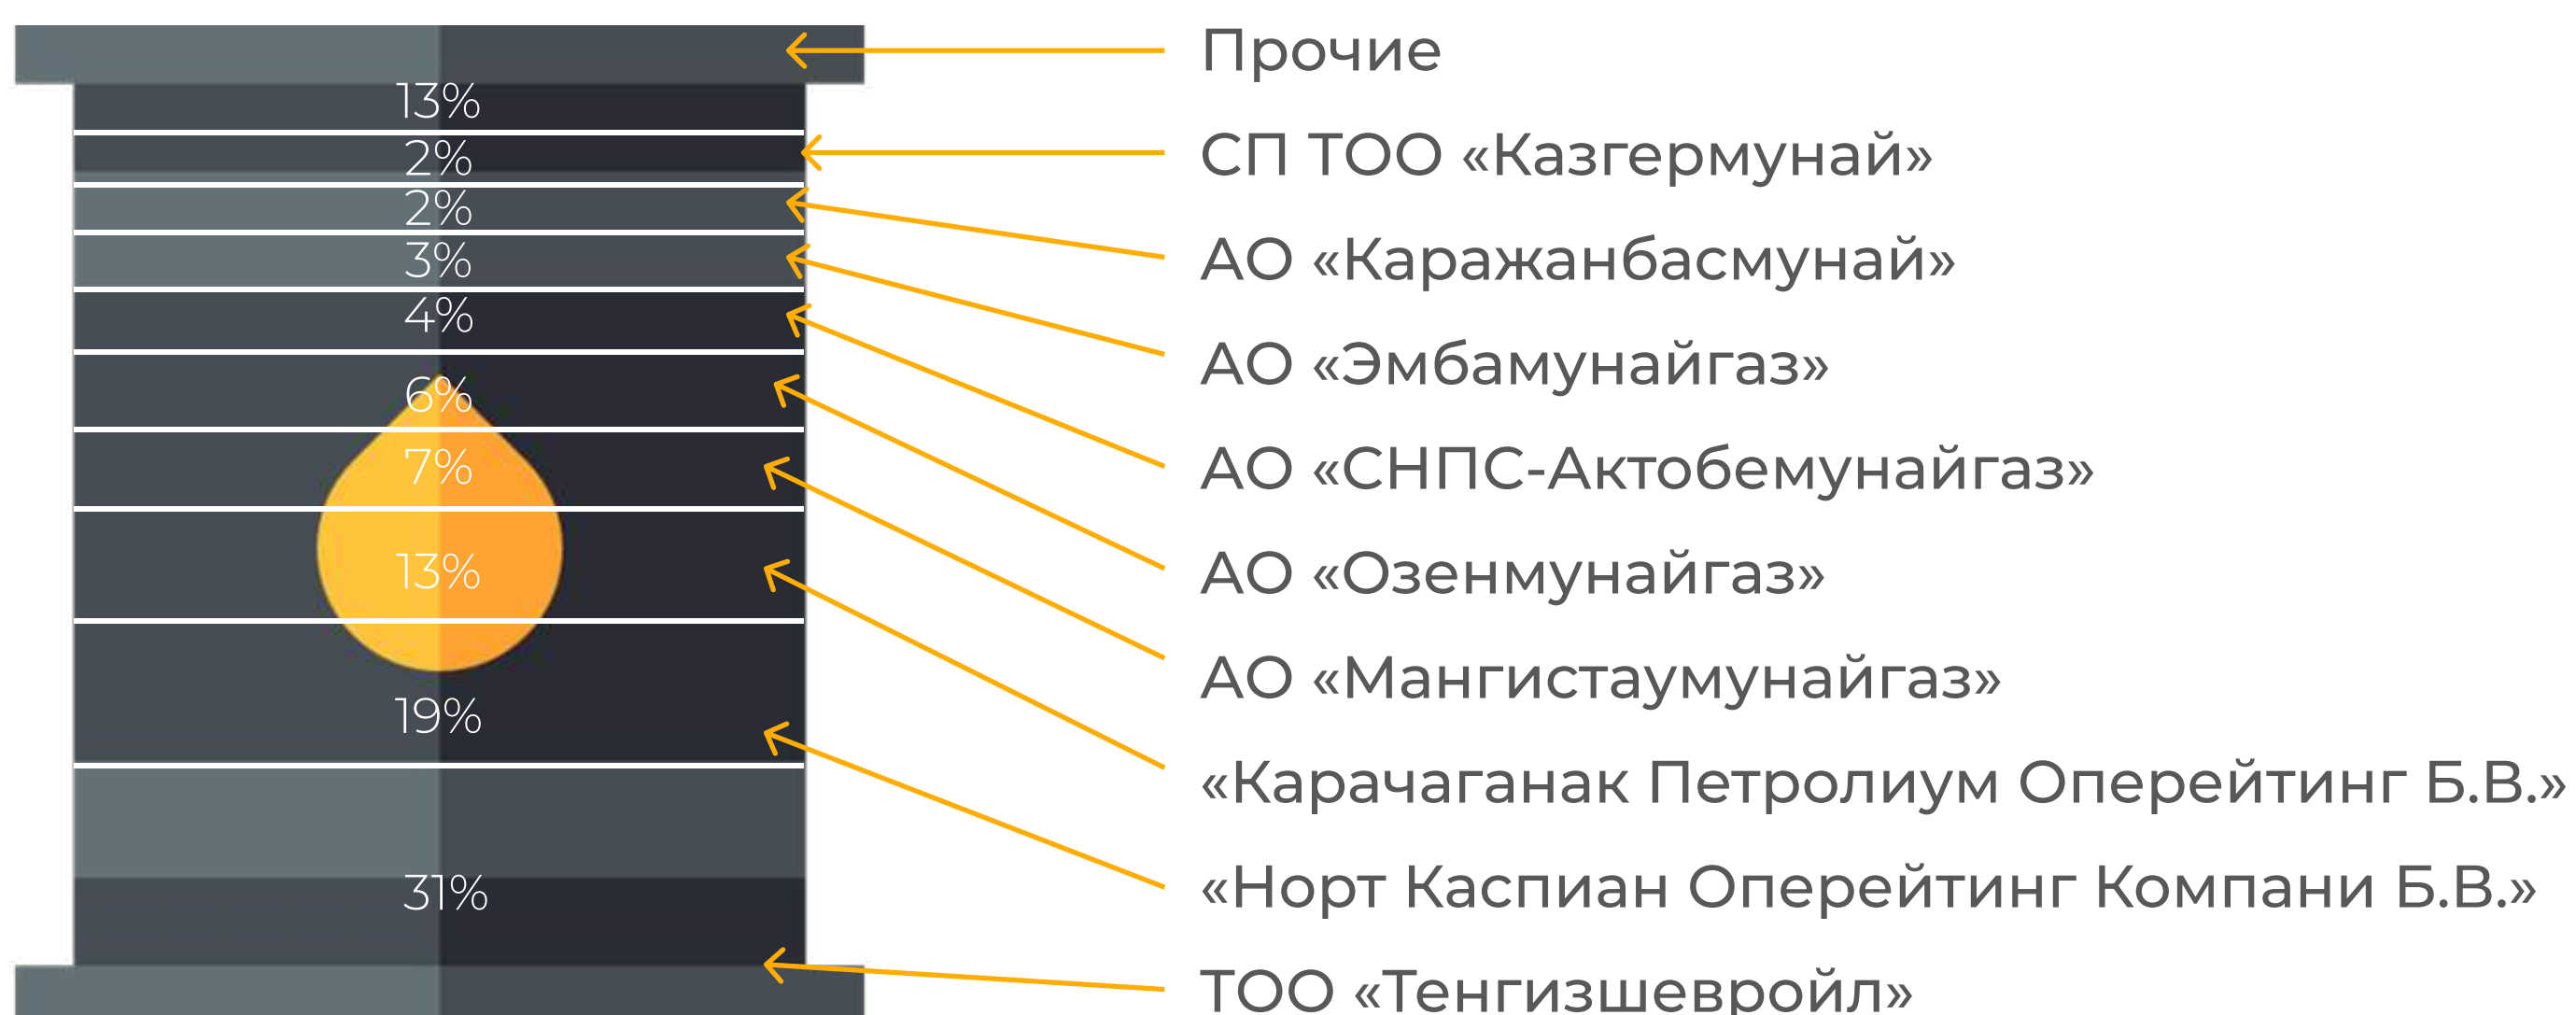 Прочие
13%
СП ТОО «Казгермунай»
2%
АО «Каражанбасмунай»
2%
АО «Эмбамунайгаз»
3%
АО «СНПС-Актобемунайгаз»
4%
АО «Озенмунайгаз»
6%
АО «Мангистаумунайгаз»
7%
«Карачаганак Петролиум Оперейтинг Б.В.»
13%
«Норт Каспиан Оперейтинг Компани Б.В.»
19%
ТОО «Тенгизшевройл»
31%